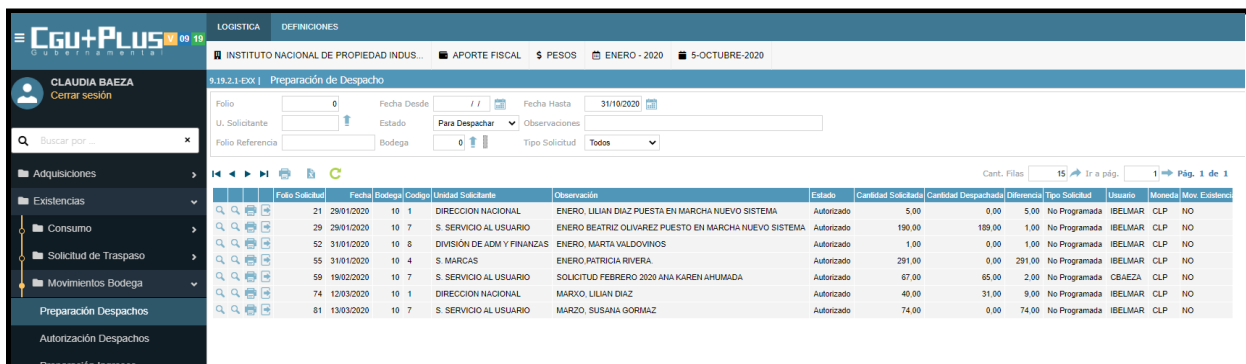 LOGISTICA DEFINICIONES
CGU+PLUS V 09 19
Gubernamental
INSTITUTO NACIONAL DE PROPIEDAD INDUS... APORTE FISCAL $ PESOS ENERO - 2020 5-OCTUBRE-2020
CLAUDIA BAEZA
Cerrar sesión
Buscar por ... ×
Adquisiciones
Existencias
Consumo
Solicitud de Traspaso
Movimientos Bodega
Preparación Despachos
Autorización Despachos
Preparación Ingresos
9.19.2.1-EXX | Preparación de Despacho
Folio 0 Fecha Desde / / Fecha Hasta 31/10/2020
U. Solicitante Estado Para Despachar Observaciones
Folio Referencia Bodega 0 Tipo Solicitud Todos
Cant. Filas 15 Ir a pág. 1 Pág. 1 de 1
Folio Solicitud Fecha Bodega Codigo Unidad Solicitante Observación Estado Cantidad Solicitada Cantidad Despachada Diferencia Tipo Solicitud Usuario Moneda Mov. Existenci
21 29/01/2020 10 1 DIRECCION NACIONAL ENERO, LILIAN DIAZ PUESTA EN MARCHA NUEVO SISTEMA Autorizado 5,00 0,00 5,00 No Programada IBELMAR CLP NO
29 29/01/2020 10 7 S. SERVICIO AL USUARIO ENERO BEATRIZ OLIVAREZ PUESTO EN MARCHA NUEVO SISTEMA Autorizado 190,00 189,00 1,00 No Programada IBELMAR CLP NO
52 31/01/2020 10 8 DIVISIÓN DE ADM Y FINANZAS ENERO, MARTA VALDOVINOS Autorizado 1,00 0,00 1,00 No Programada IBELMAR CLP NO
55 31/01/2020 10 4 S. MARCAS ENERO,PATRICIA RIVERA. Autorizado 291,00 0,00 291,00 No Programada IBELMAR CLP NO
59 19/02/2020 10 7 S. SERVICIO AL USUARIO SOLICITUD FEBRERO 2020 ANA KAREN AHUMADA Autorizado 67,00 65,00 2,00 No Programada CBAEZA CLP NO
74 12/03/2020 10 1 DIRECCION NACIONAL MARXO, LILIAN DIAZ Autorizado 40,00 31,00 9,00 No Programada IBELMAR CLP NO
81 13/03/2020 10 7 S. SERVICIO AL USUARIO MARZO, SUSANA GORMAZ Autorizado 74,00 0,00 74,00 No Programada IBELMAR CLP NO